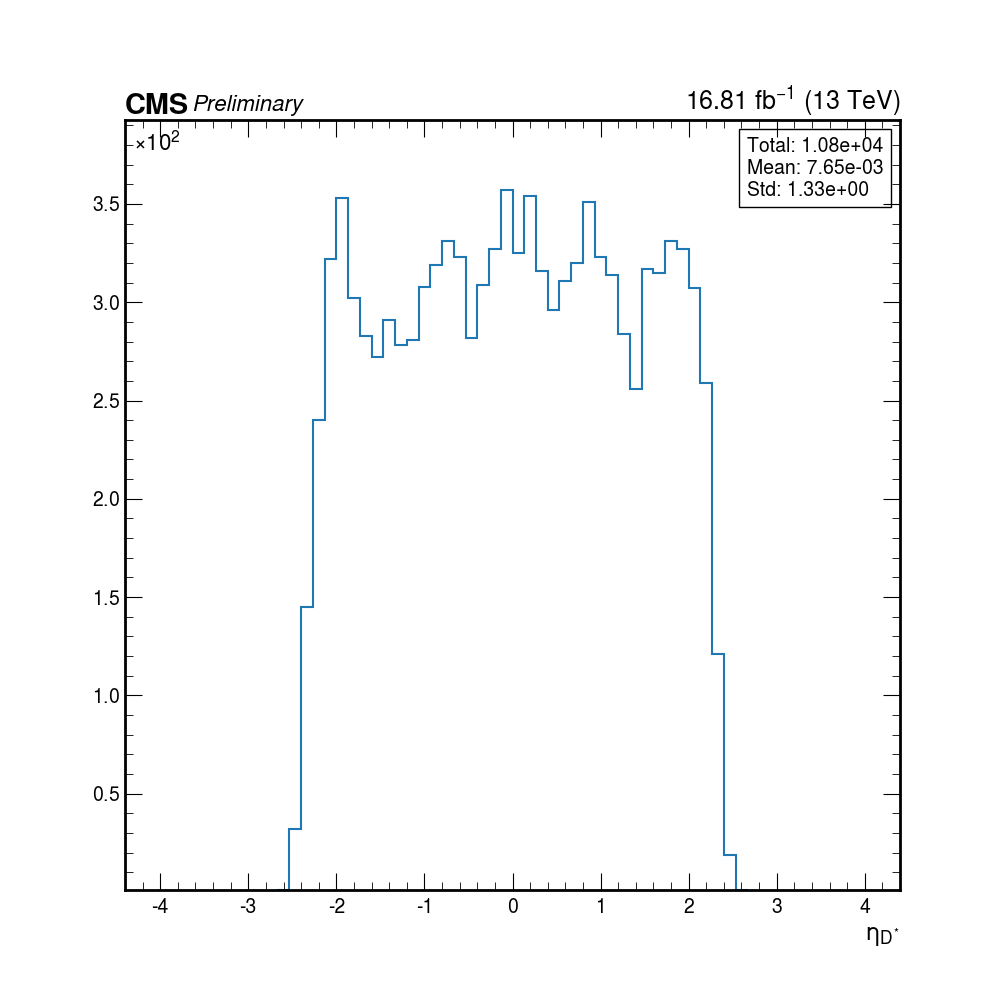 CMS Preliminary 16.81 fb⁻¹ (13 TeV)
×10²
Total: 1.08e+04
Mean: 7.65e-03
Std: 1.33e+00
3.5
3.0
2.5
2.0
1.5
1.0
0.5
-4 -3 -2 -1 0 1 2 3 4
η_D*